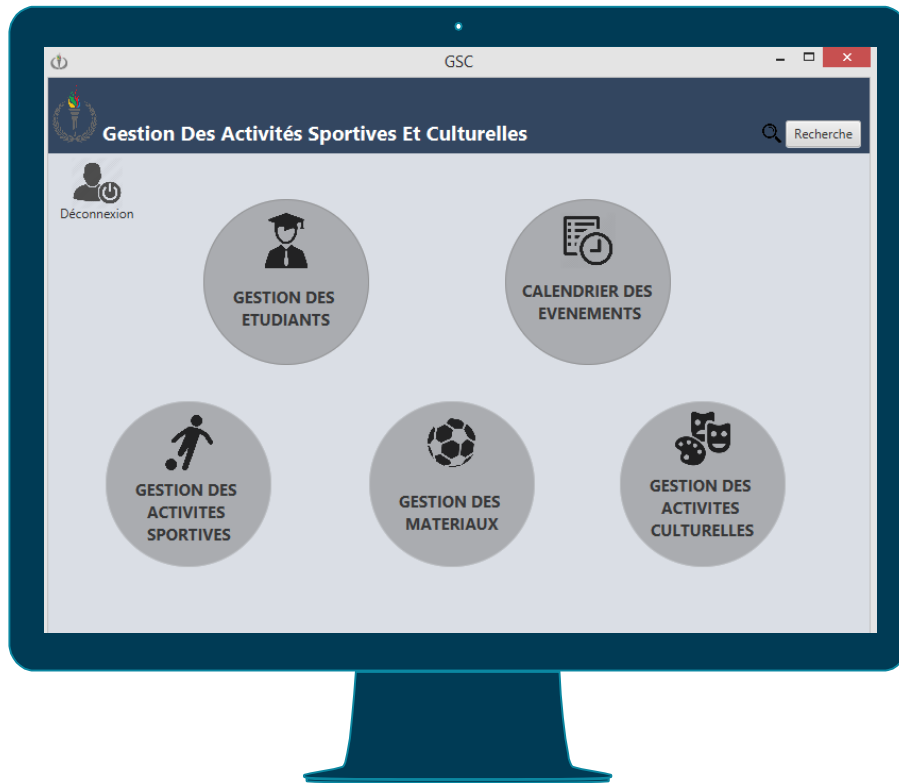 GSC
Gestion Des Activités Sportives Et Culturelles
Recherche
Déconnexion
GESTION DES
ETUDIANTS
CALENDRIER DES
EVENEMENTS
GESTION DES
ACTIVITES
SPORTIVES
GESTION DES
MATERIAUX
GESTION DES
ACTIVITES
CULTURELLES